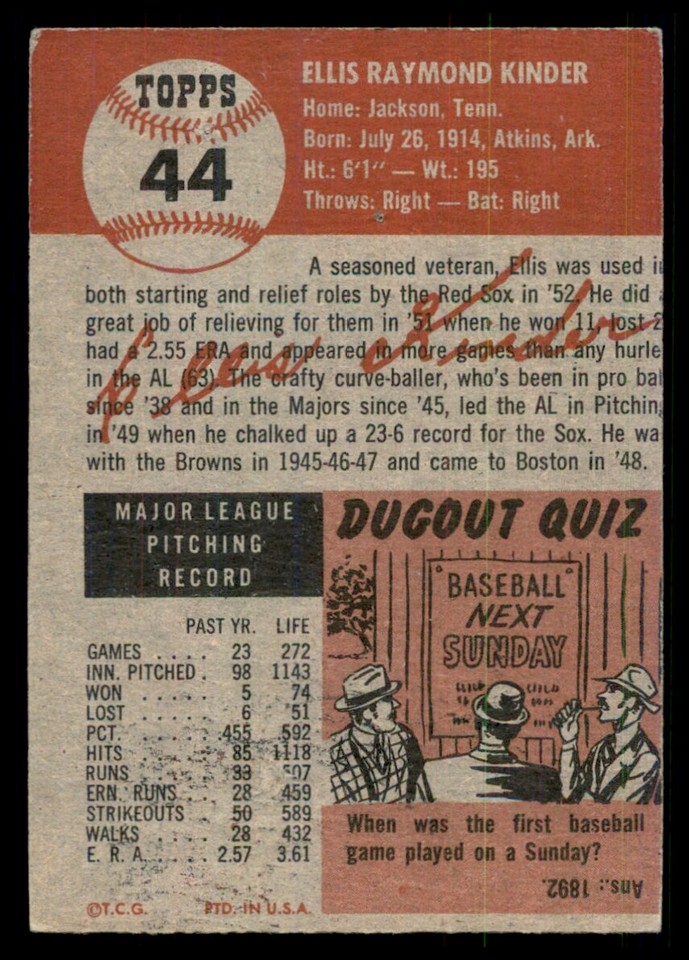 TOPPS
44
ELLIS RAYMOND KINDER
Home: Jackson, Tenn.
Born: July 26, 1914, Atkins, Ark.
Ht.: 6'1" — Wt.: 195
Throws: Right — Bat: Right
A seasoned veteran, Ellis was used i
both starting and relief roles by the Red Sox in '52. He did
great job of relieving for them in '51 when he won 11, lost 2
had a 2.55 ERA and appeared in more games than any hurle
in the AL (63). The crafty curve-baller, who's been in pro bal
since '38 and in the Majors since '45, led the AL in Pitching
in '49 when he chalked up a 23-6 record for the Sox. He wa
with the Browns in 1945-46-47 and came to Boston in '48.
Ellis Kinder
MAJOR LEAGUE
PITCHING
RECORD
PAST YR. LIFE
GAMES .... 23 272
INN. PITCHED . 98 1143
WON ..... 5 74
LOST ..... 6 51
PCT. ..... .455 .592
HITS ..... 85 1118
RUNS ..... 33 507
ERN. RUNS .. 28 459
STRIKEOUTS .. 50 589
WALKS .... 28 432
E. R. A. .... 2.57 3.61
©T.C.G. PTD. IN U.S.A.
DUGOUT QUIZ
BASEBALL
NEXT
SUNDAY
When was the first baseball
game played on a Sunday?
Ans.: 1892.